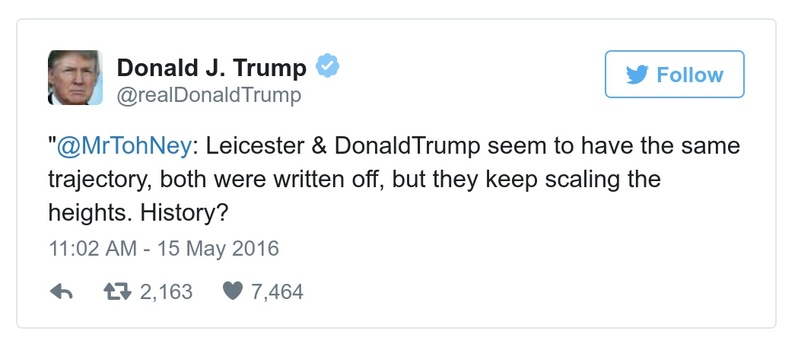 Donald J. Trump
@realDonaldTrump
Follow
"@MrTohNey: Leicester & DonaldTrump seem to have the same
trajectory, both were written off, but they keep scaling the
heights. History?
11:02 AM - 15 May 2016
2,163 7,464